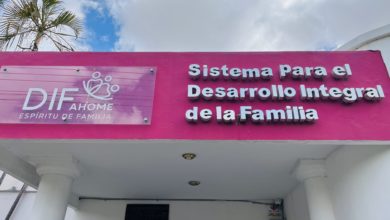 DIF
AHOME
ESPÍRITU DE FAMILIA
Sistema Para el
Desarrollo Integral
de la Familia